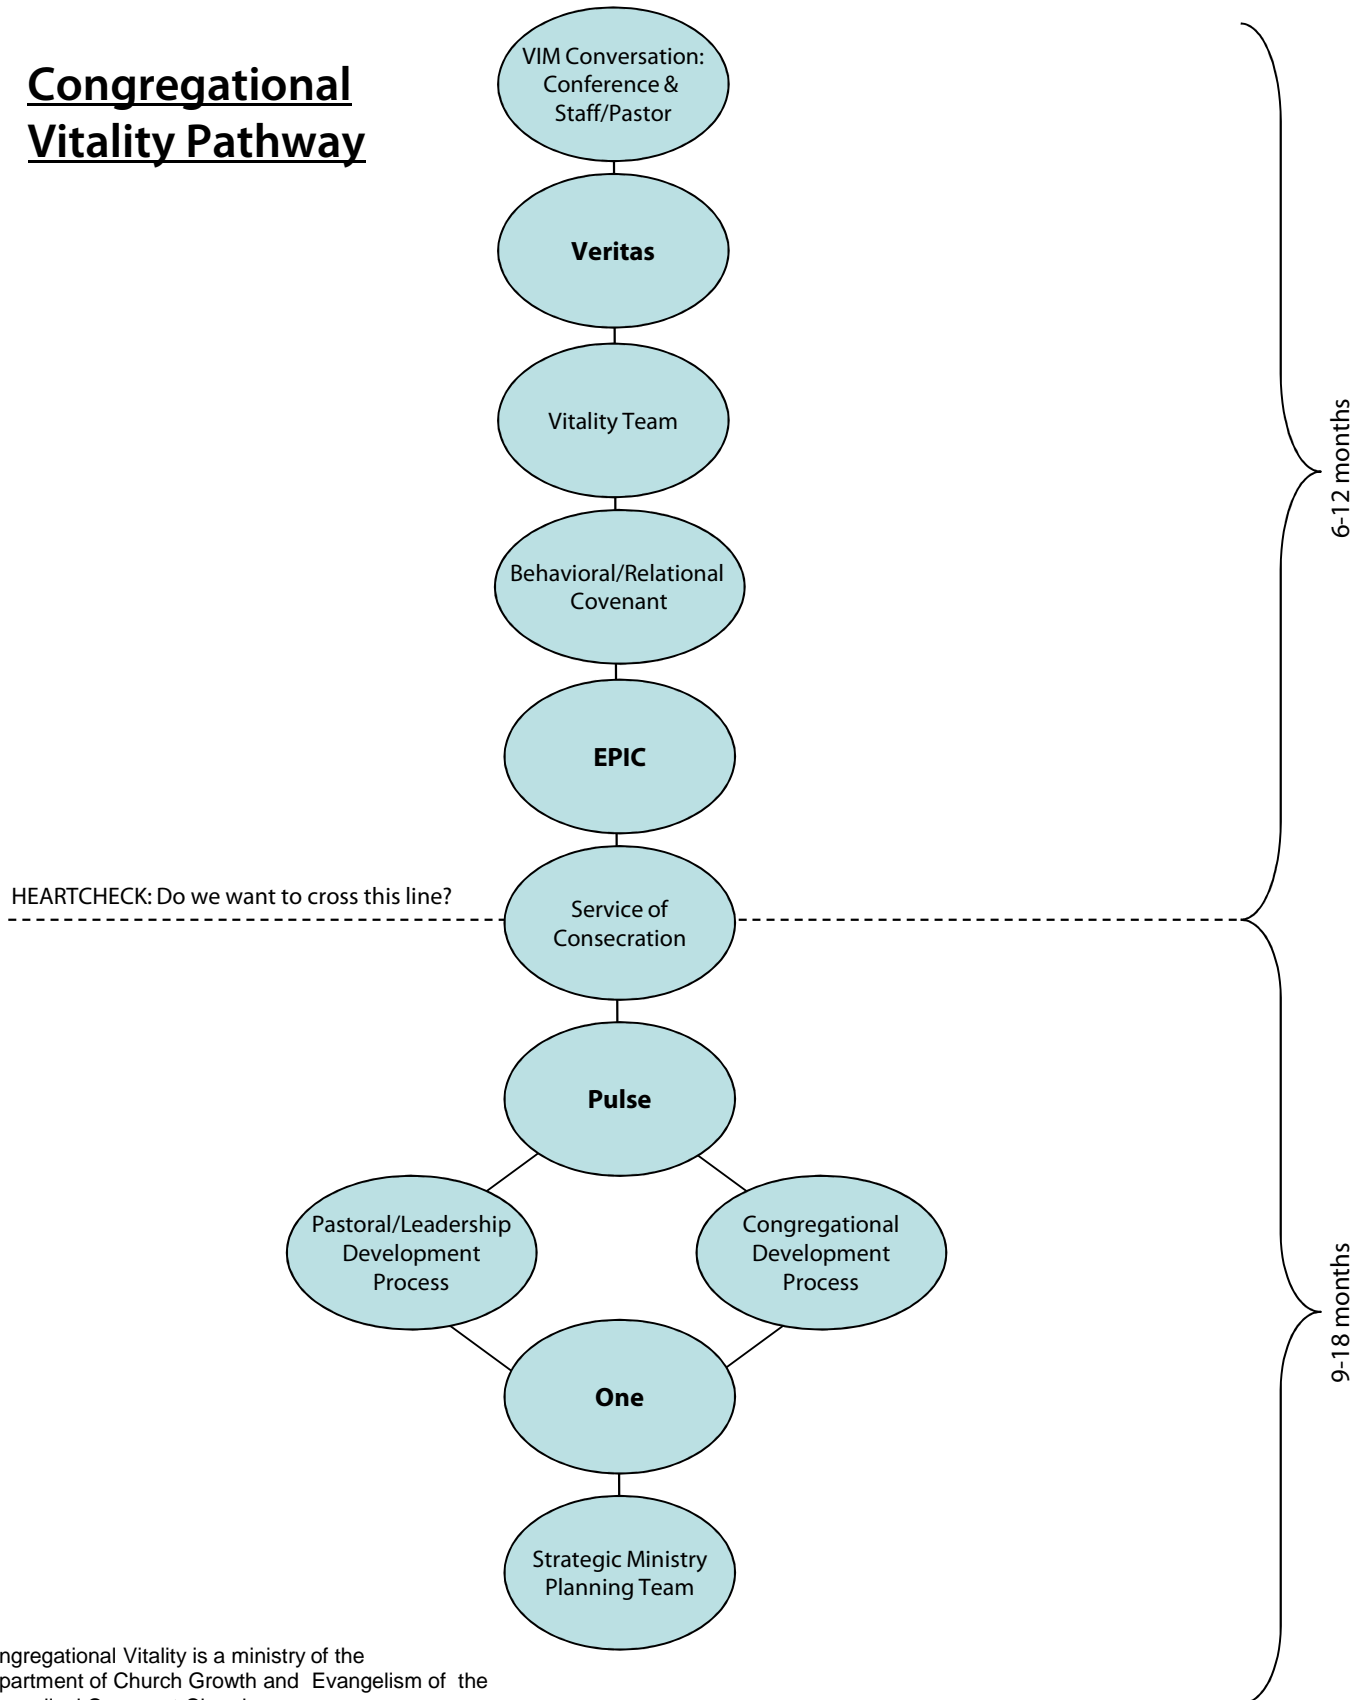 Congregational
Vitality Pathway
VIM Conversation:
Conference &
Staff/Pastor
Veritas
Vitality Team
Behavioral/Relational
Covenant
EPIC
6-12 months
HEARTCHECK: Do we want to cross this line?
Service of
Consecration
Pulse
Pastoral/Leadership
Development
Process
Congregational
Development
Process
9-18 months
One
Strategic Ministry
Planning Team
ngregational Vitality is a ministry of the
partment of Church Growth and Evangelism of the